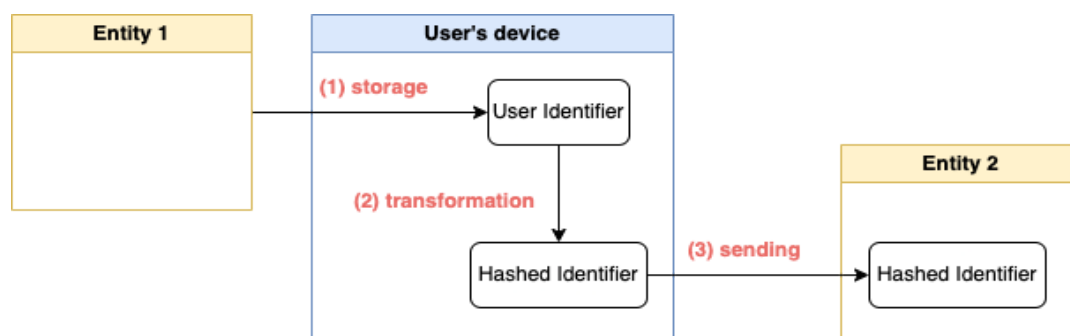 Entity 1
User's device
(1) storage
User Identifier
Entity 2
(2) transformation
(3) sending
Hashed Identifier
Hashed Identifier